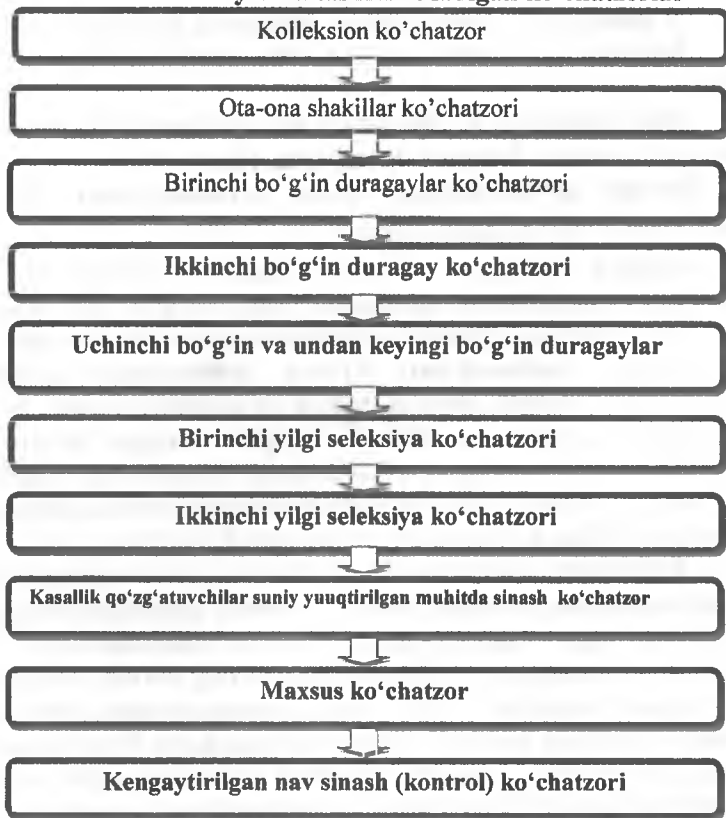 Kolleksion ko'chatzor
Ota-ona shakillar ko'chatzori
Birinchi bo'g'in duragaylar ko'chatzori
Ikkinchi bo‘g‘in duragay ko‘chatzori
Uchinchi bo‘g‘in va undan keyingi bo‘g‘in duragaylar
Birinchi yilgi seleksiya ko‘chatzori
Ikkinchi yilgi seleksiya ko‘chatzori
Kasallik qo‘zg‘atuvchilar suniy yuuqtirilgan muhitda sinash ko‘chatzor
Maxsus ko‘chatzor
Kengaytirilgan nav sinash (kontrol) ko‘chatzori